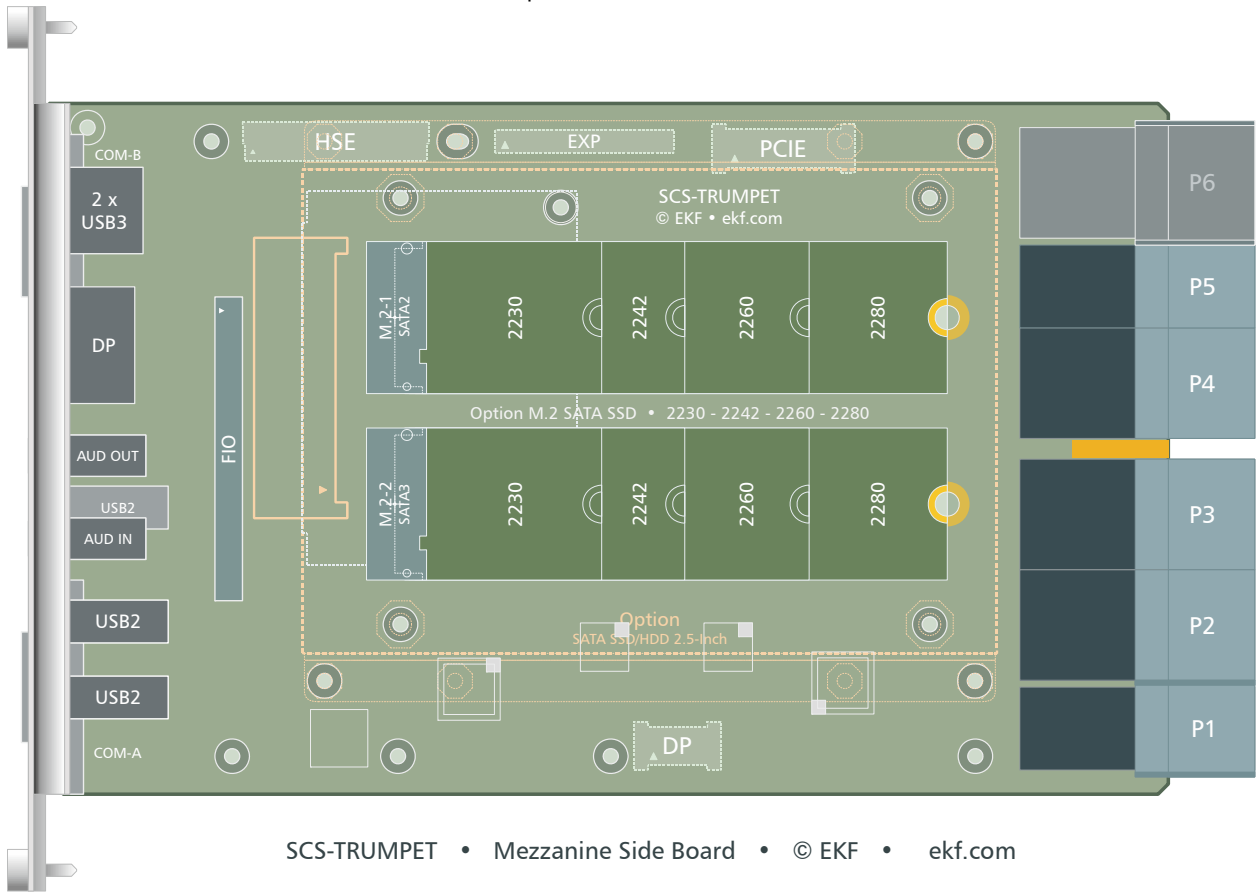 HSE
EXP
PCIE
P6
COM-B
2 x
USB3
SCS-TRUMPET
© EKF • ekf.com
P5
M.2-1
SATA2
2230
2242
2260
2280
DP
P4
Option M.2 SATA SSD • 2230 - 2242 - 2260 - 2280
FIO
AUD OUT
USB2
AUD IN
M.2-2
SATA3
2230
2242
2260
2280
P3
USB2
Option
SATA SSD/HDD 2.5-Inch
P2
USB2
COM-A
DP
P1
SCS-TRUMPET • Mezzanine Side Board • © EKF • ekf.com